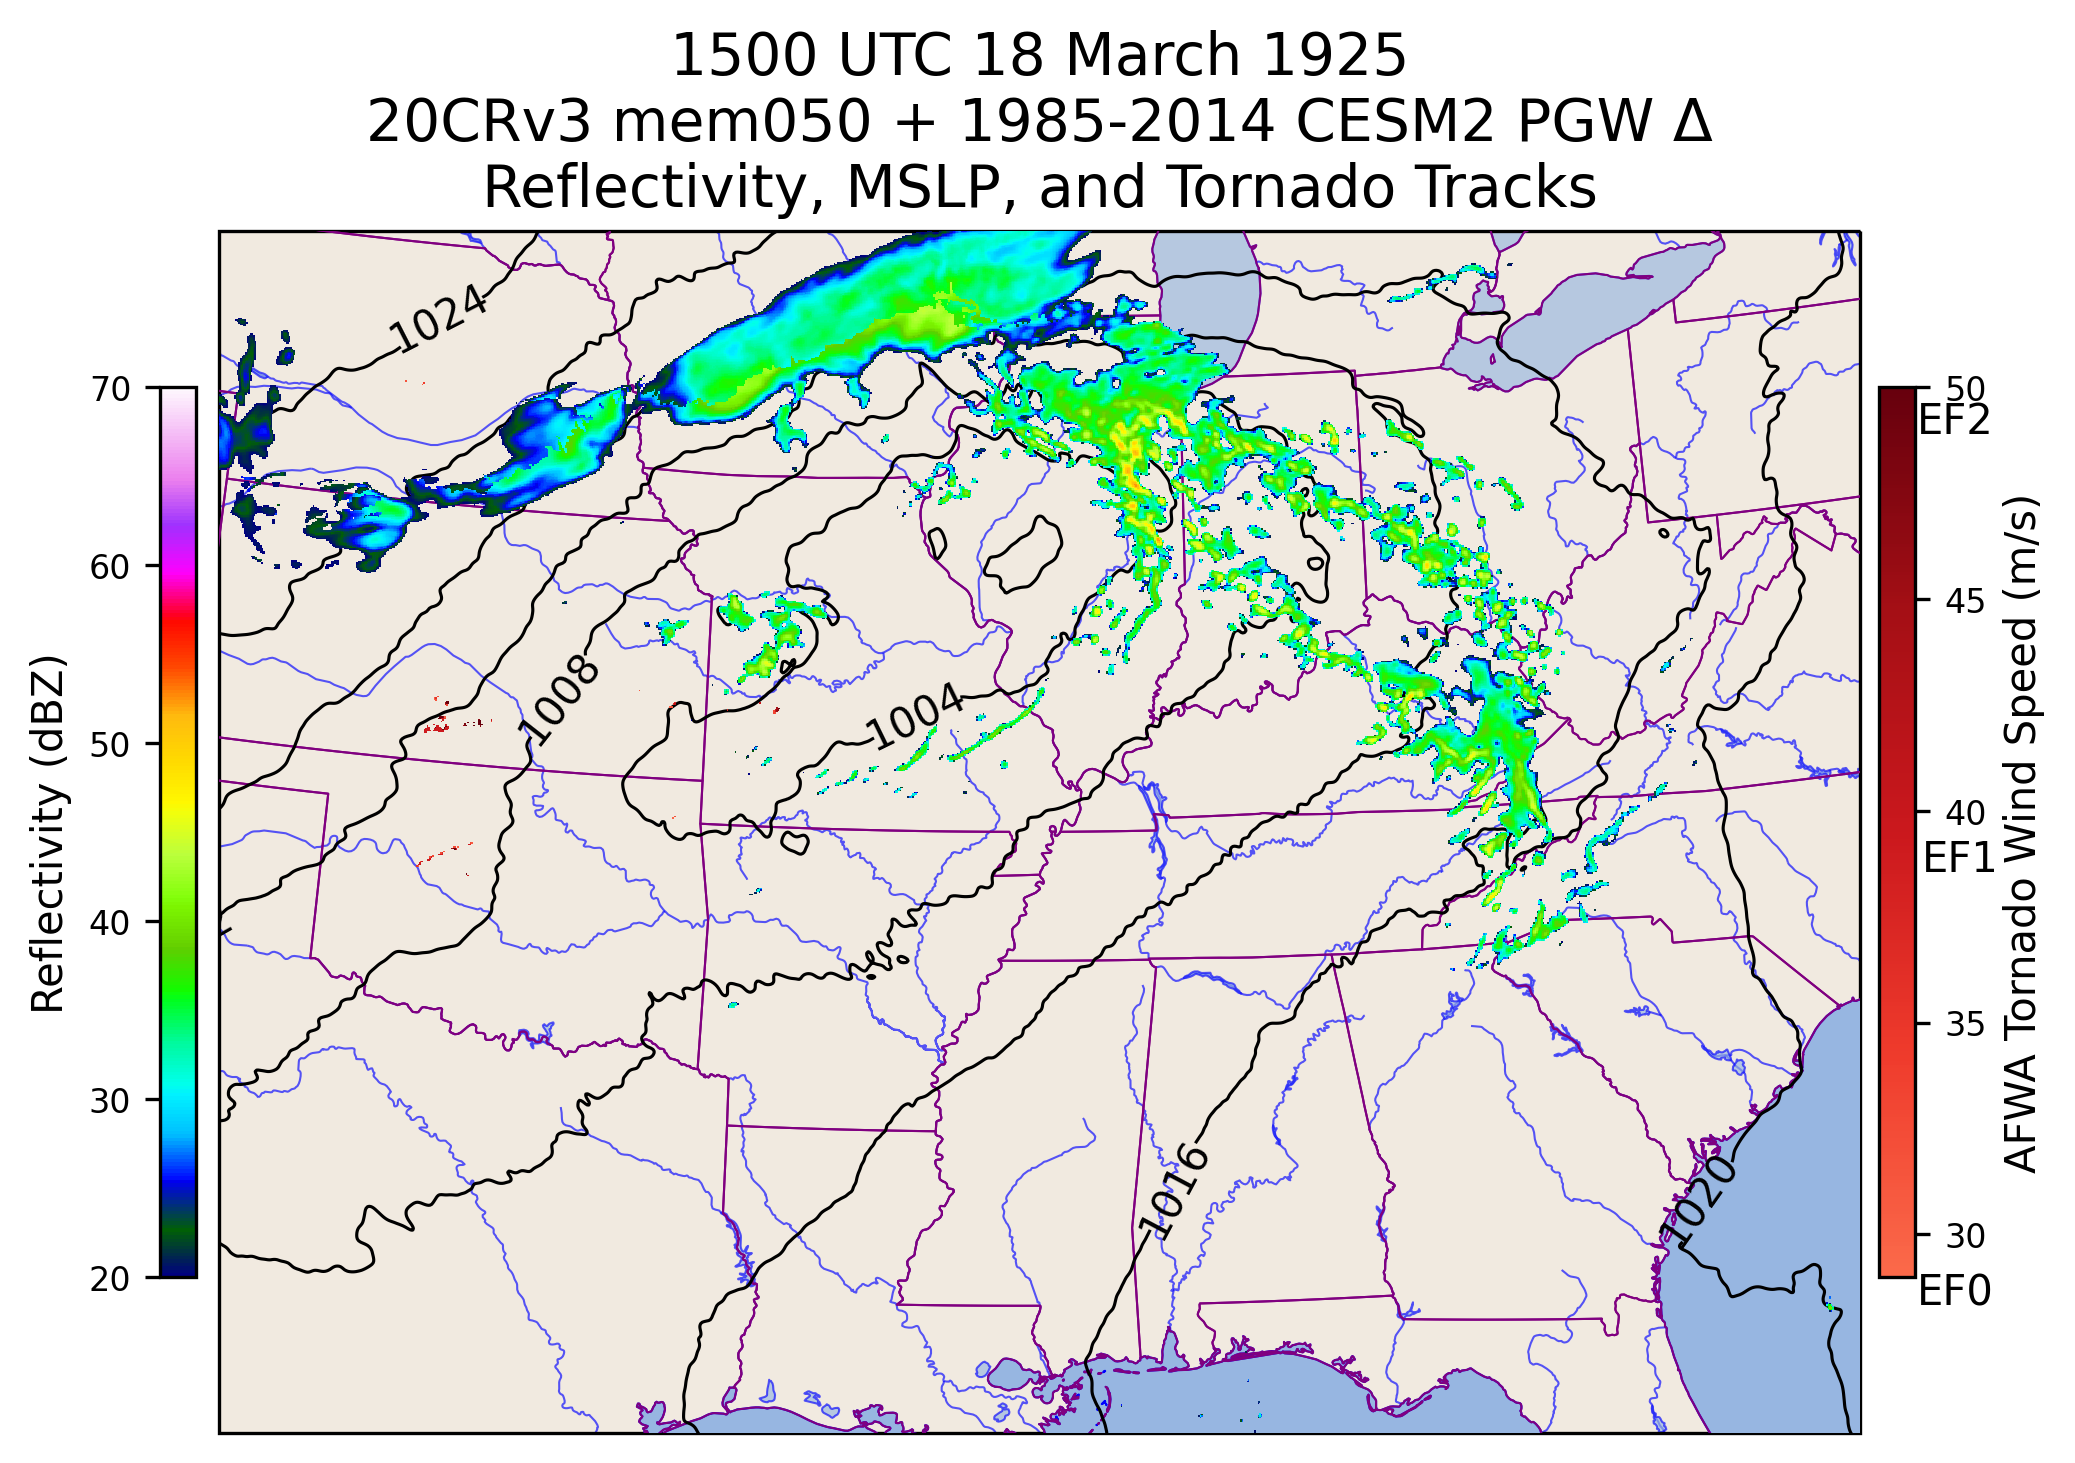 1500 UTC 18 March 1925
20CRv3 mem050 + 1985-2014 CESM2 PGW Δ
Reflectivity, MSLP, and Tornado Tracks
1024
1008
1004
1016
1020
70
60
50
40
30
20
Reflectivity (dBZ)
50
EF2
45
40
EF1
35
30
EF0
AFWA Tornado Wind Speed (m/s)